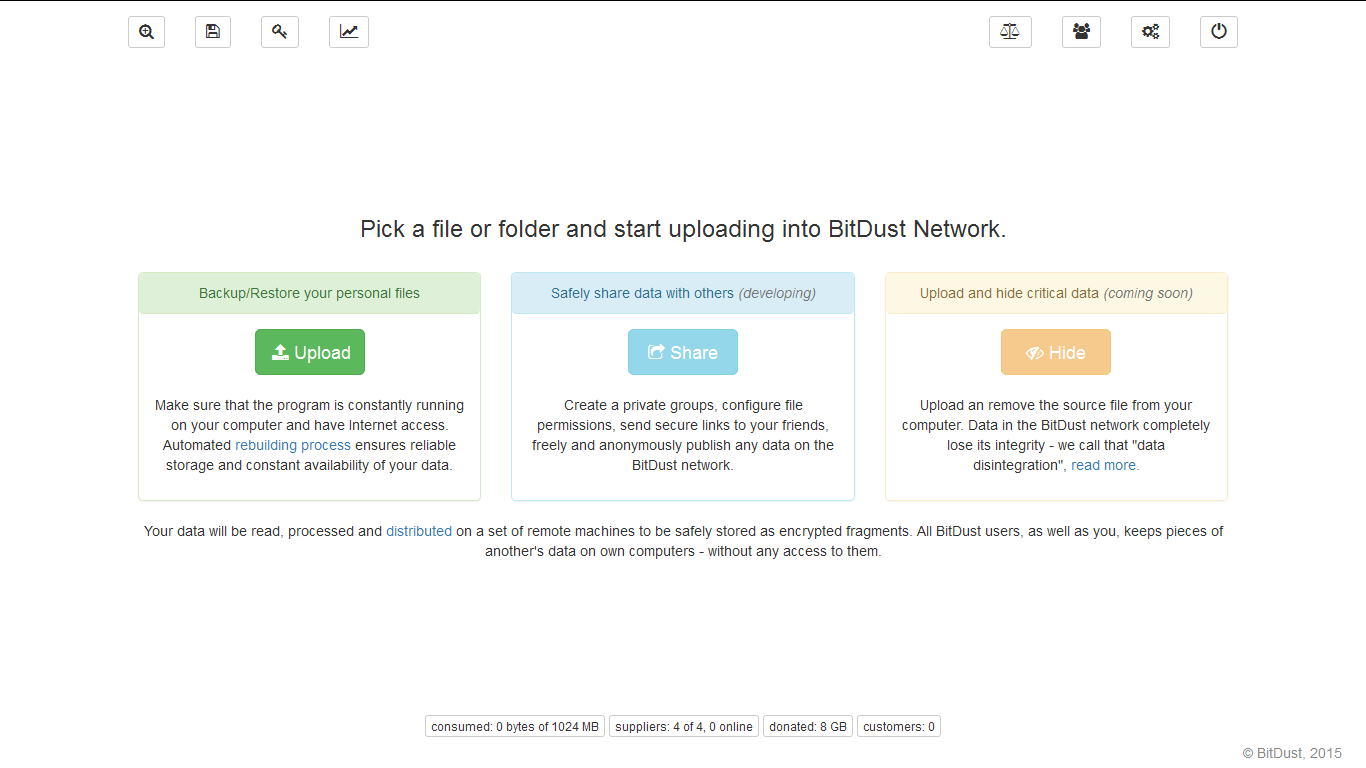 Pick a file or folder and start uploading into BitDust Network.
Backup/Restore your personal files
Upload
Make sure that the program is constantly running
on your computer and have Internet access.
Automated rebuilding process ensures reliable
storage and constant availability of your data.
Safely share data with others (developing)
Share
Create a private groups, configure file
permissions, send secure links to your friends,
freely and anonymously publish any data on the
BitDust network.
Upload and hide critical data (coming soon)
Hide
Upload an remove the source file from your
computer. Data in the BitDust network completely
lose its integrity - we call that "data
disintegration", read more.
Your data will be read, processed and distributed on a set of remote machines to be safely stored as encrypted fragments. All BitDust users, as well as you, keeps pieces of
another's data on own computers - without any access to them.
consumed: 0 bytes of 1024 MB
suppliers: 4 of 4, 0 online
donated: 8 GB
customers: 0
© BitDust, 2015